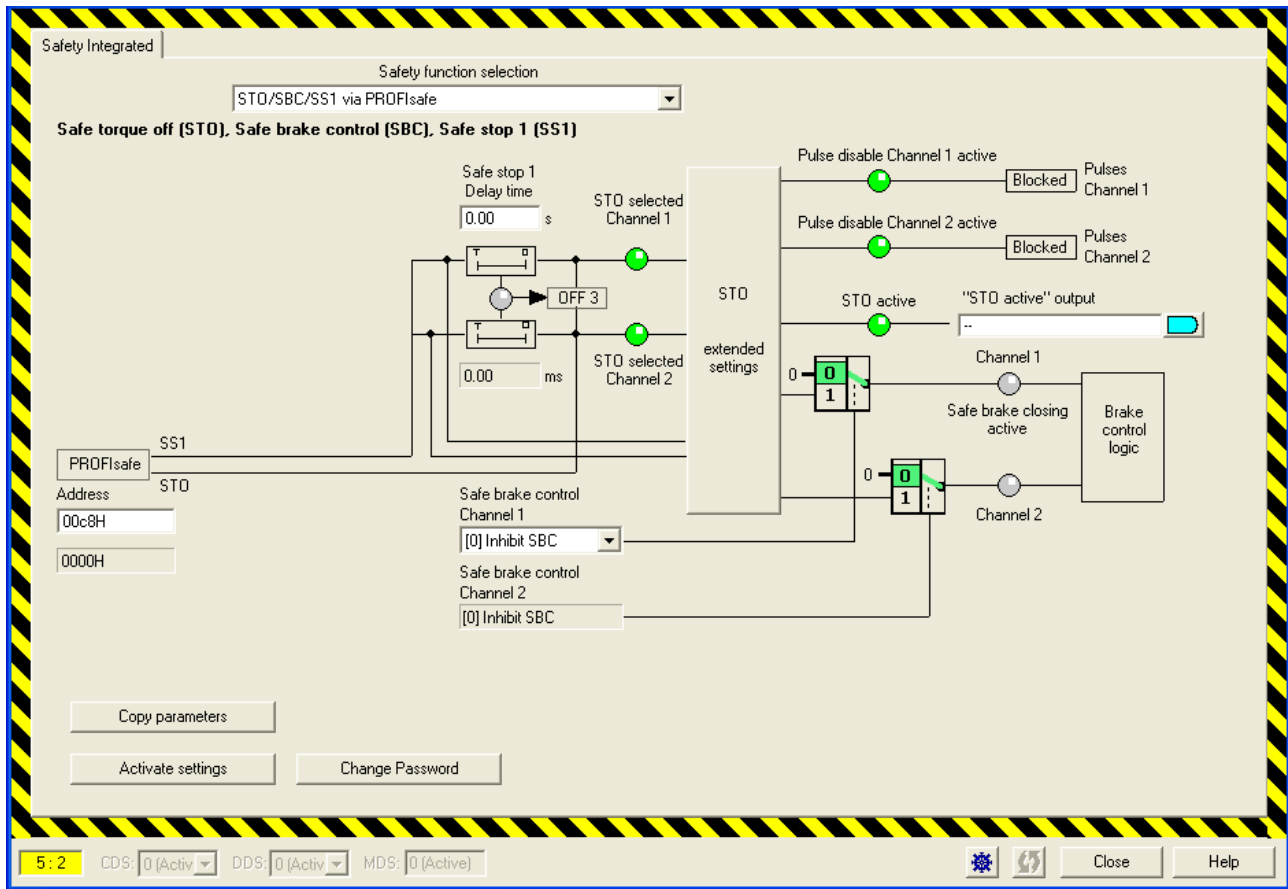 Safety Integrated
Safety function selection
STO/SBC/SS1 via PROFIsafe
Safe torque off (STO), Safe brake control (SBC), Safe stop 1 (SS1)
Safe stop 1
Delay time
0.00 s
STO selected
Channel 1
T 0
OFF 3
T 0
0.00 ms
STO selected
Channel 2
STO
extended
settings
Pulse disable Channel 1 active
Blocked
Pulses
Channel 1
Pulse disable Channel 2 active
Blocked
Pulses
Channel 2
STO active
"STO active" output
--
0
0
1
Channel 1
Safe brake closing
active
Brake
control
logic
0
0
1
Channel 2
PROFIsafe
SS1
STO
Address
00c8H
0000H
Safe brake control
Channel 1
[0] Inhibit SBC
Safe brake control
Channel 2
[0] Inhibit SBC
Copy parameters
Activate settings
Change Password
5 : 2
CDS: 0 (Activ
DDS: 0 (Activ
MDS: 0 (Active)
Close
Help